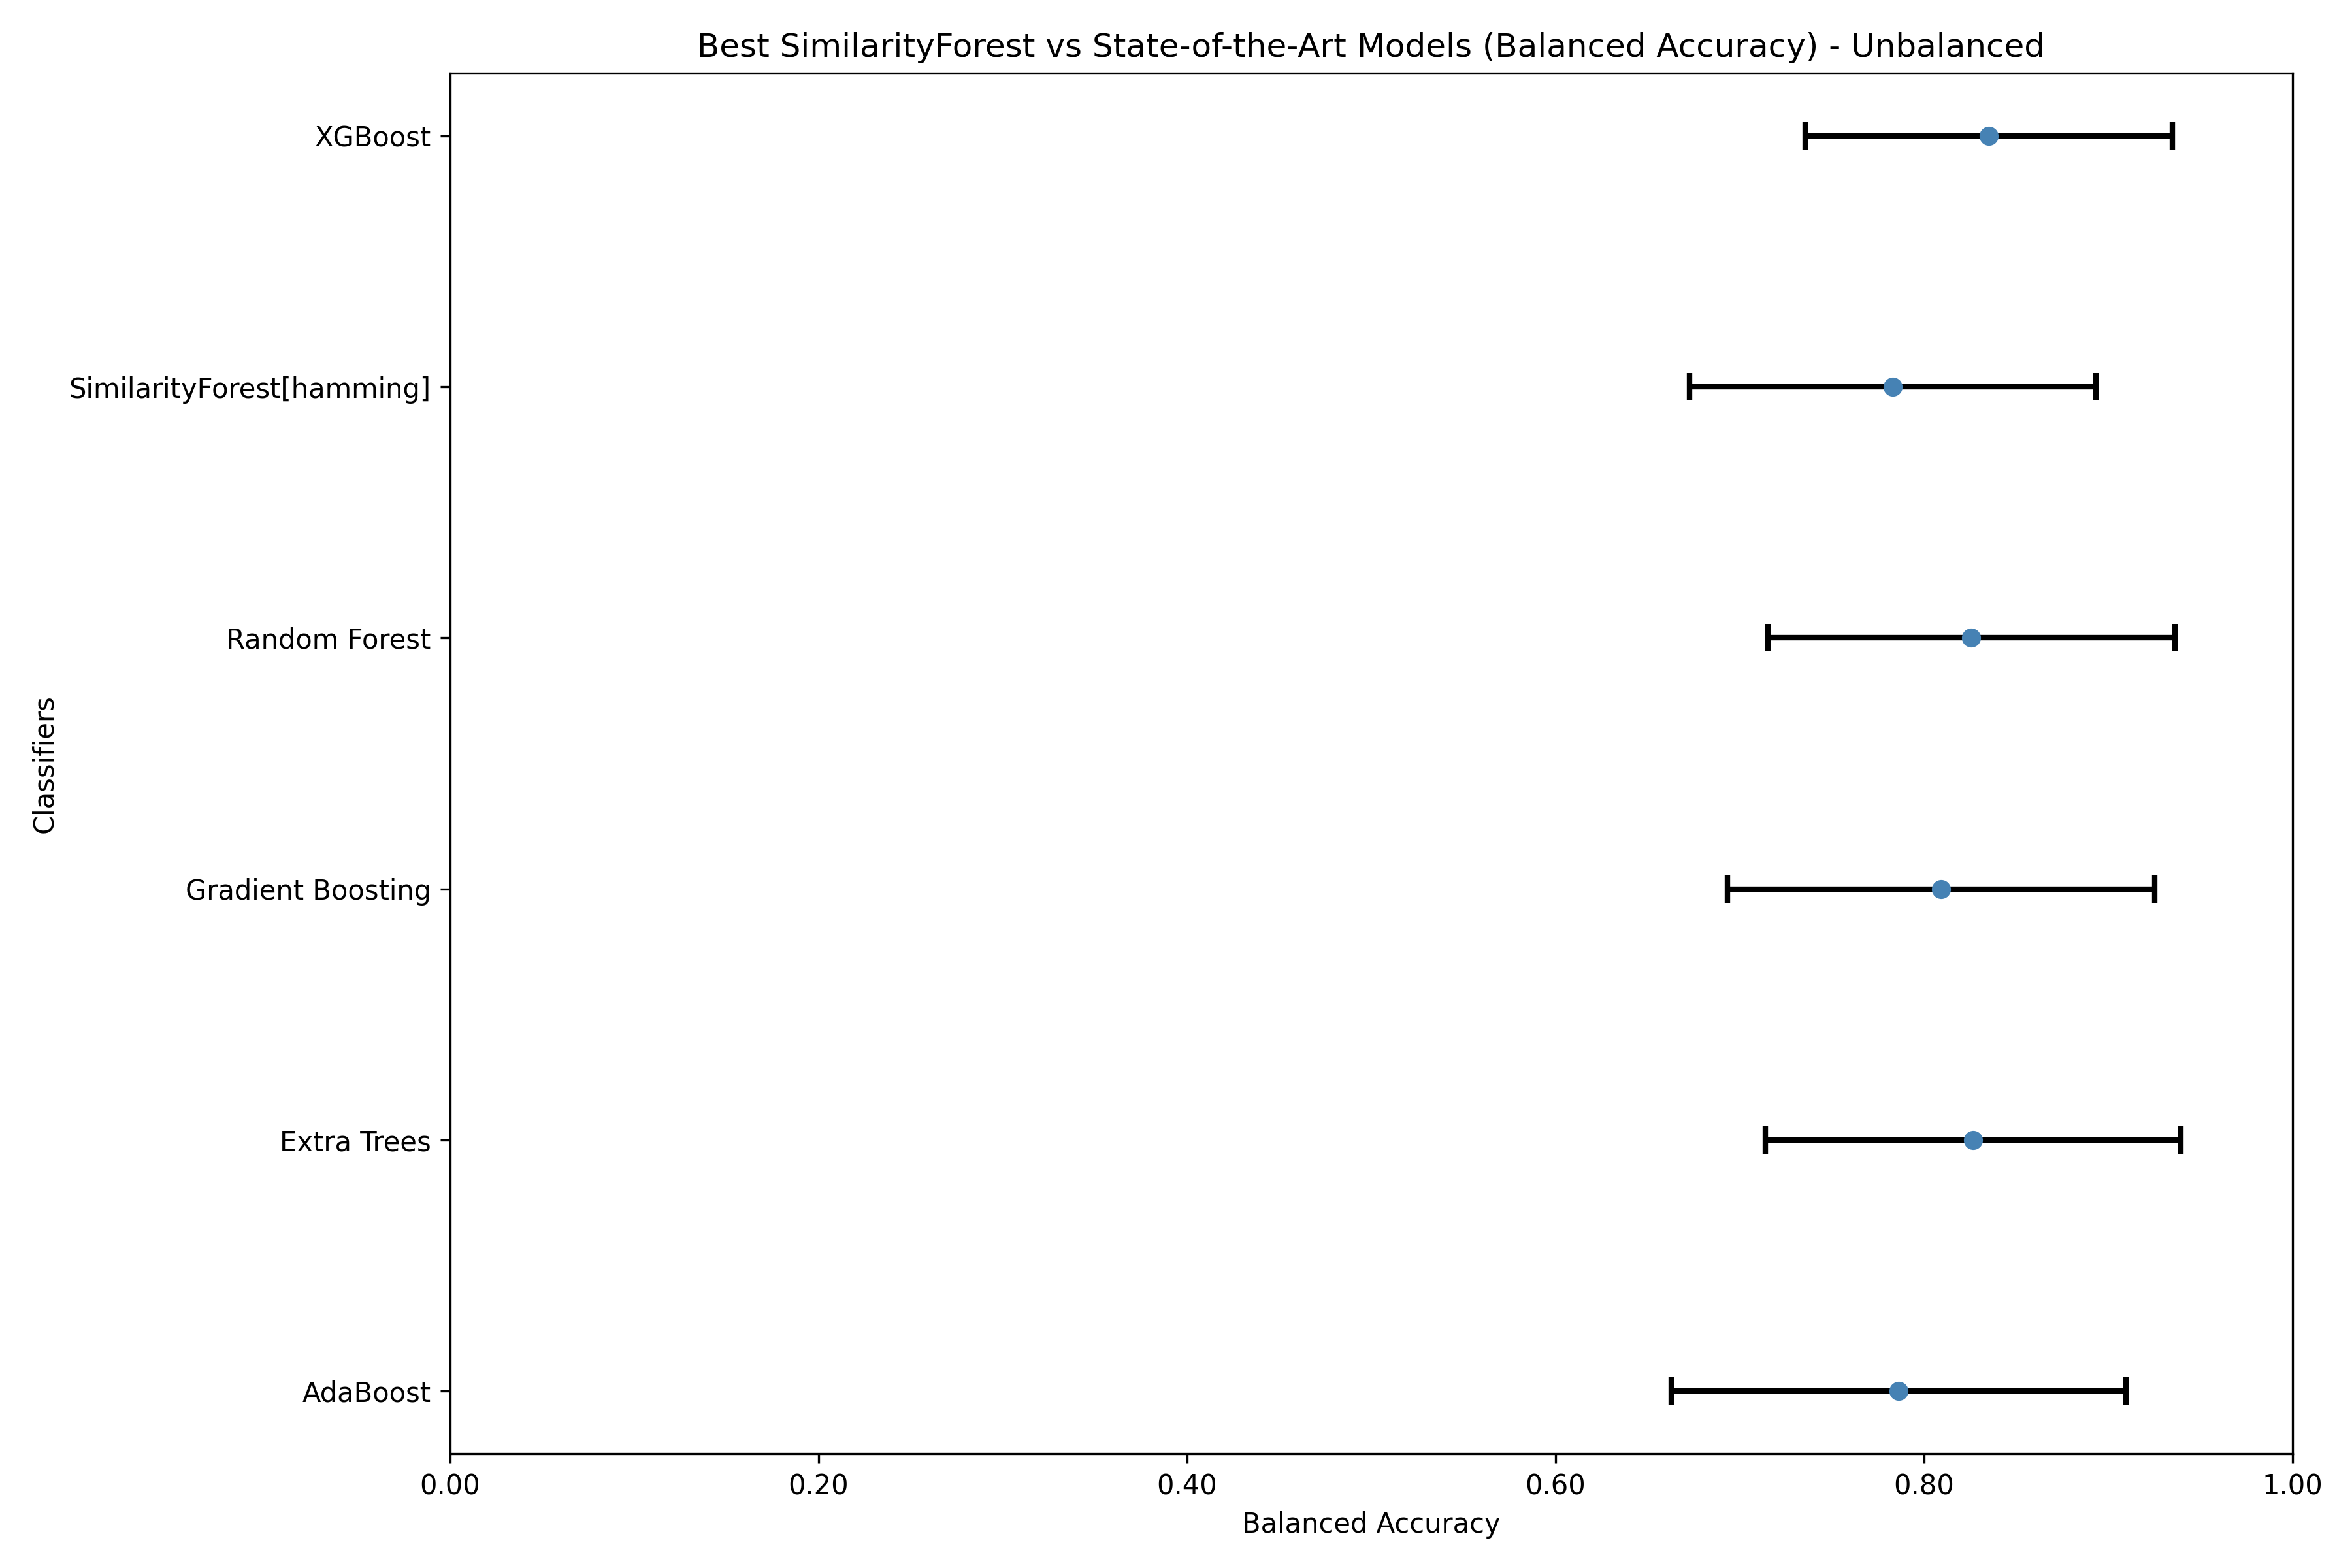 Best SimilarityForest vs State-of-the-Art Models (Balanced Accuracy) - Unbalanced
XGBoost
SimilarityForest[hamming]
Random Forest
Gradient Boosting
Extra Trees
AdaBoost
Classifiers
0.00 0.20 0.40 0.60 0.80 1.00
Balanced Accuracy